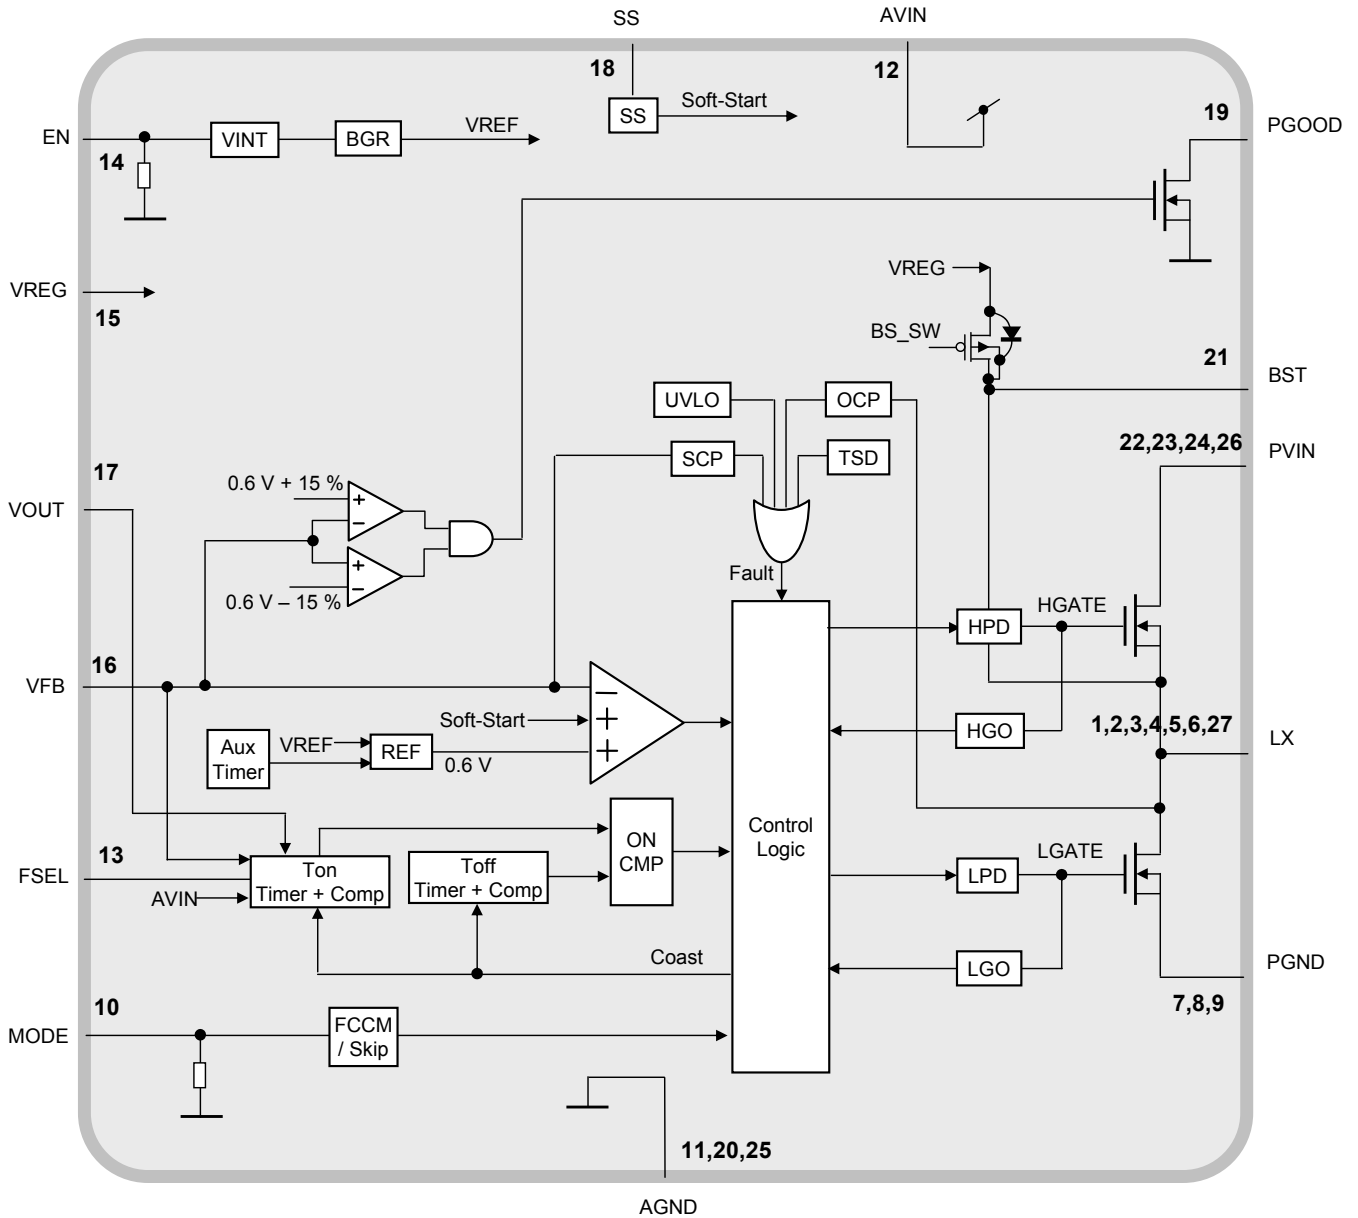 SS
AVIN
18
12
SS
Soft-Start
19
PGOOD
EN
14
VINT
BGR
VREF
VREG
15
VREG
BS_SW
21
BST
UVLO
OCP
22,23,24,26
PVIN
SCP
TSD
17
VOUT
0.6 V + 15 %
0.6 V – 15 %
Fault
HPD
HGATE
16
VFB
Soft-Start
1,2,3,4,5,6,27
LX
HGO
Aux
Timer
VREF
REF
0.6 V
Control
Logic
ON
CMP
13
FSEL
AVIN
Ton
Timer + Comp
Toff
Timer + Comp
LPD
LGATE
Coast
LGO
PGND
7,8,9
10
MODE
FCCM
/ Skip
11,20,25
AGND